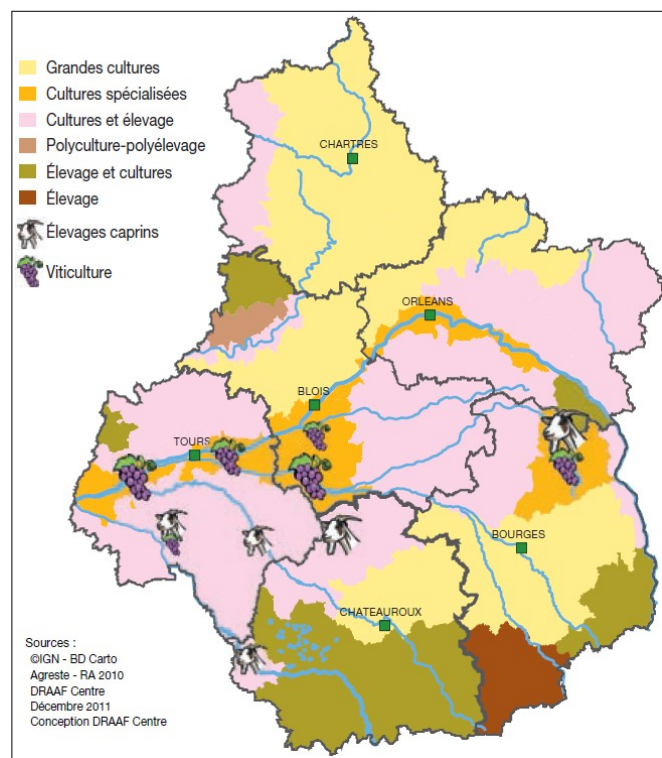 Grandes cultures
Cultures spécialisées
Cultures et élevage
Polyculture-polyélevage
Élevage et cultures
Élevage
Élevages caprins
Viticulture
CHARTRES
ORLEANS
BLOIS
TOURS
BOURGES
CHATEAUROUX
Sources :
©IGN - BD Carto
Agreste - RA 2010
DRAAF Centre
Décembre 2011
Conception DRAAF Centre